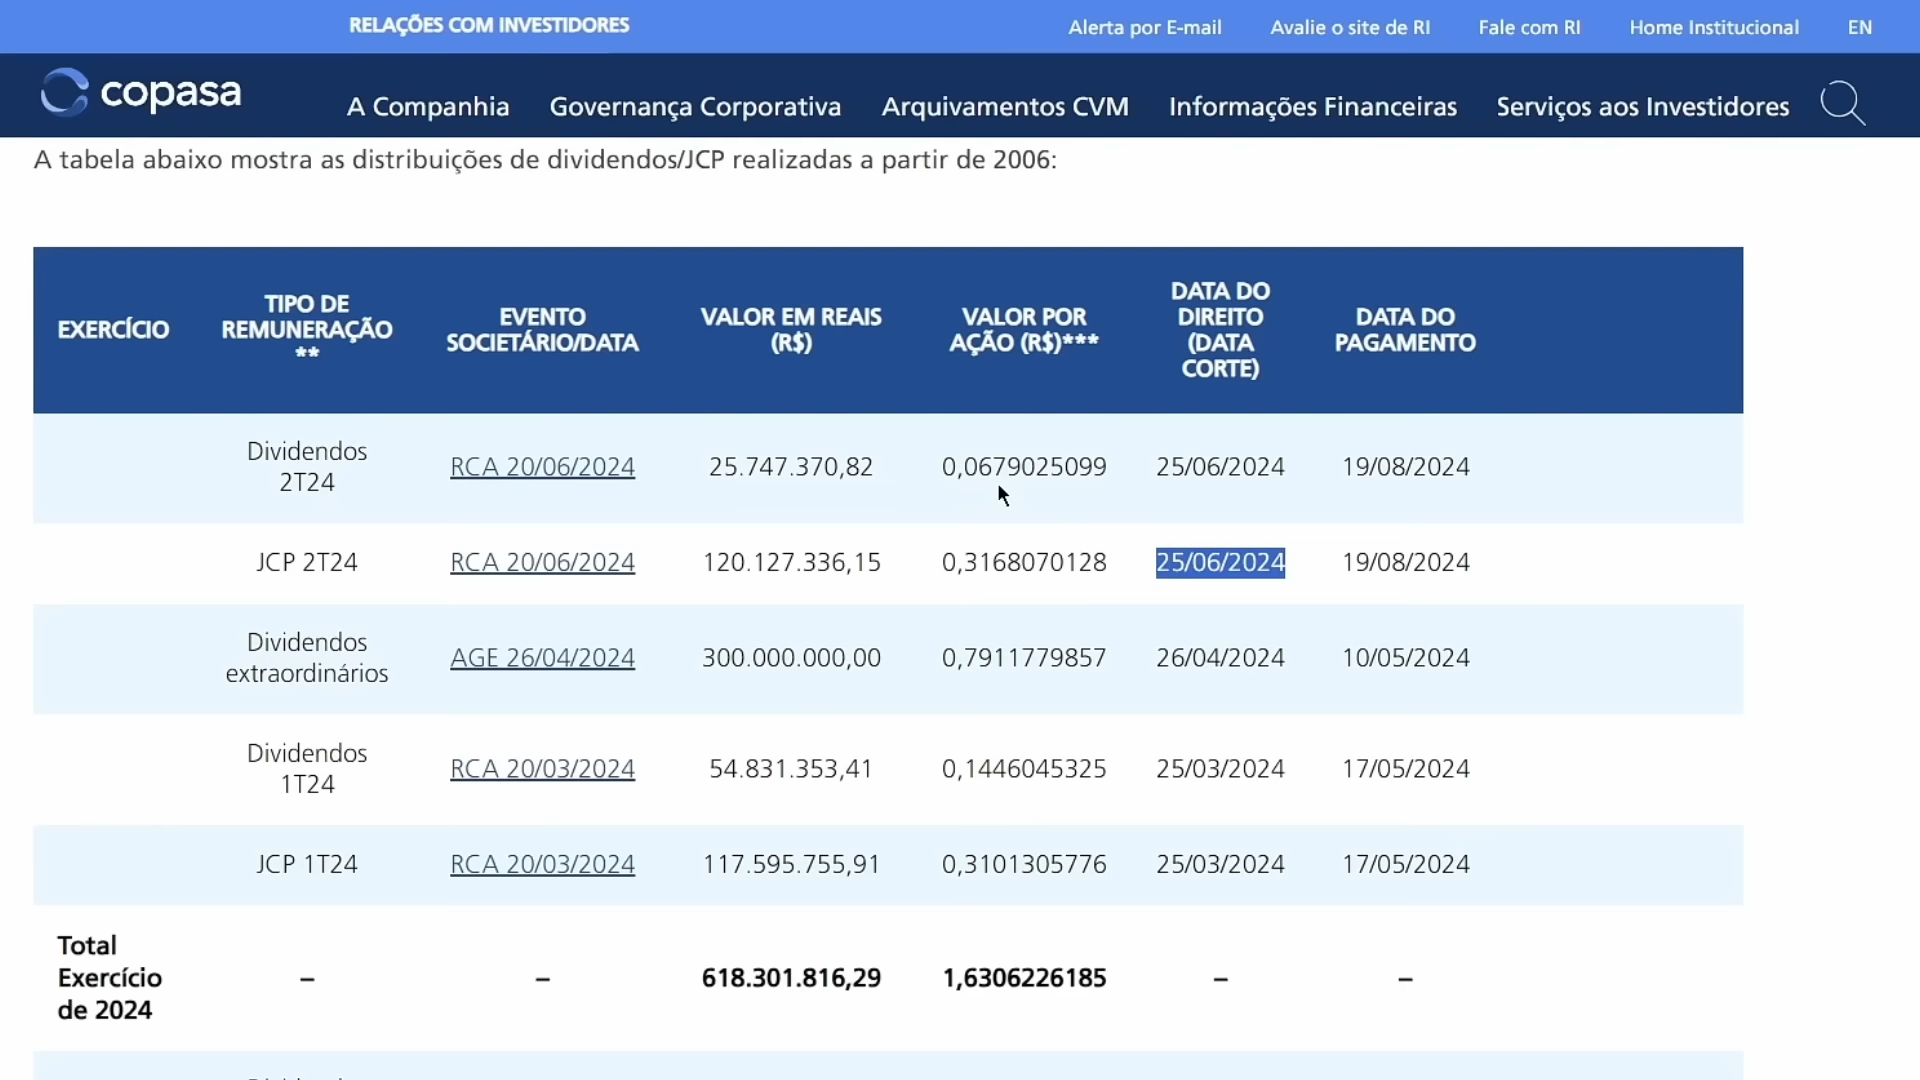 RELAÇÕES COM INVESTIDORES
Alerta por E-mail Avalie o site de RI Fale com RI Home Institucional EN
copasa A Companhia Governança Corporativa Arquivamentos CVM Informações Financeiras Serviços aos Investidores
A tabela abaixo mostra as distribuições de dividendos/JCP realizadas a partir de 2006:
EXERCÍCIO
TIPO DE
REMUNERAÇÃO
**
EVENTO
SOCIETÁRIO/DATA
VALOR EM REAIS
(R$)
VALOR POR
AÇÃO (R$)***
DATA DO
DIREITO
(DATA
CORTE)
DATA DO
PAGAMENTO
Dividendos
2T24
RCA 20/06/2024 25.747.370,82 0,0679025099 25/06/2024 19/08/2024
JCP 2T24 RCA 20/06/2024 120.127.336,15 0,3168070128 25/06/2024 19/08/2024
Dividendos
extraordinários
AGE 26/04/2024 300.000.000,00 0,7911779857 26/04/2024 10/05/2024
Dividendos
1T24
RCA 20/03/2024 54.831.353,41 0,1446045325 25/03/2024 17/05/2024
JCP 1T24 RCA 20/03/2024 117.595.755,91 0,3101305776 25/03/2024 17/05/2024
Total
Exercício
de 2024
– – 618.301.816,29 1,6306226185 – –